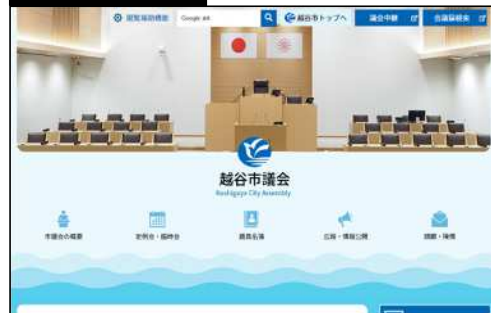 閲覧補助機能
Google 検索
越谷市トップへ
議会中継
会議録検索
越谷市議会
Koshigaya City Assembly
市議会の概要
定例会・臨時会
議員名簿
広報・情報公開
請願・陳情